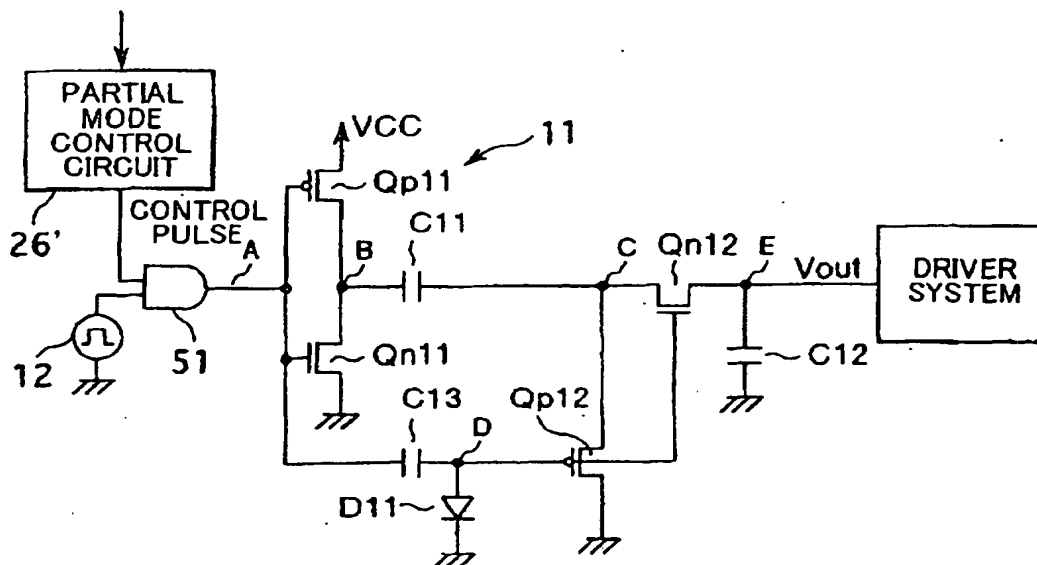 PARTIAL
MODE
CONTROL
CIRCUIT
26'
CONTROL
PULSE
A
12
51
VCC
11
Qp11
B
C11
Qn11
C13
D
D11
Qp12
C
Qn12
E
Vout
C12
DRIVER
SYSTEM